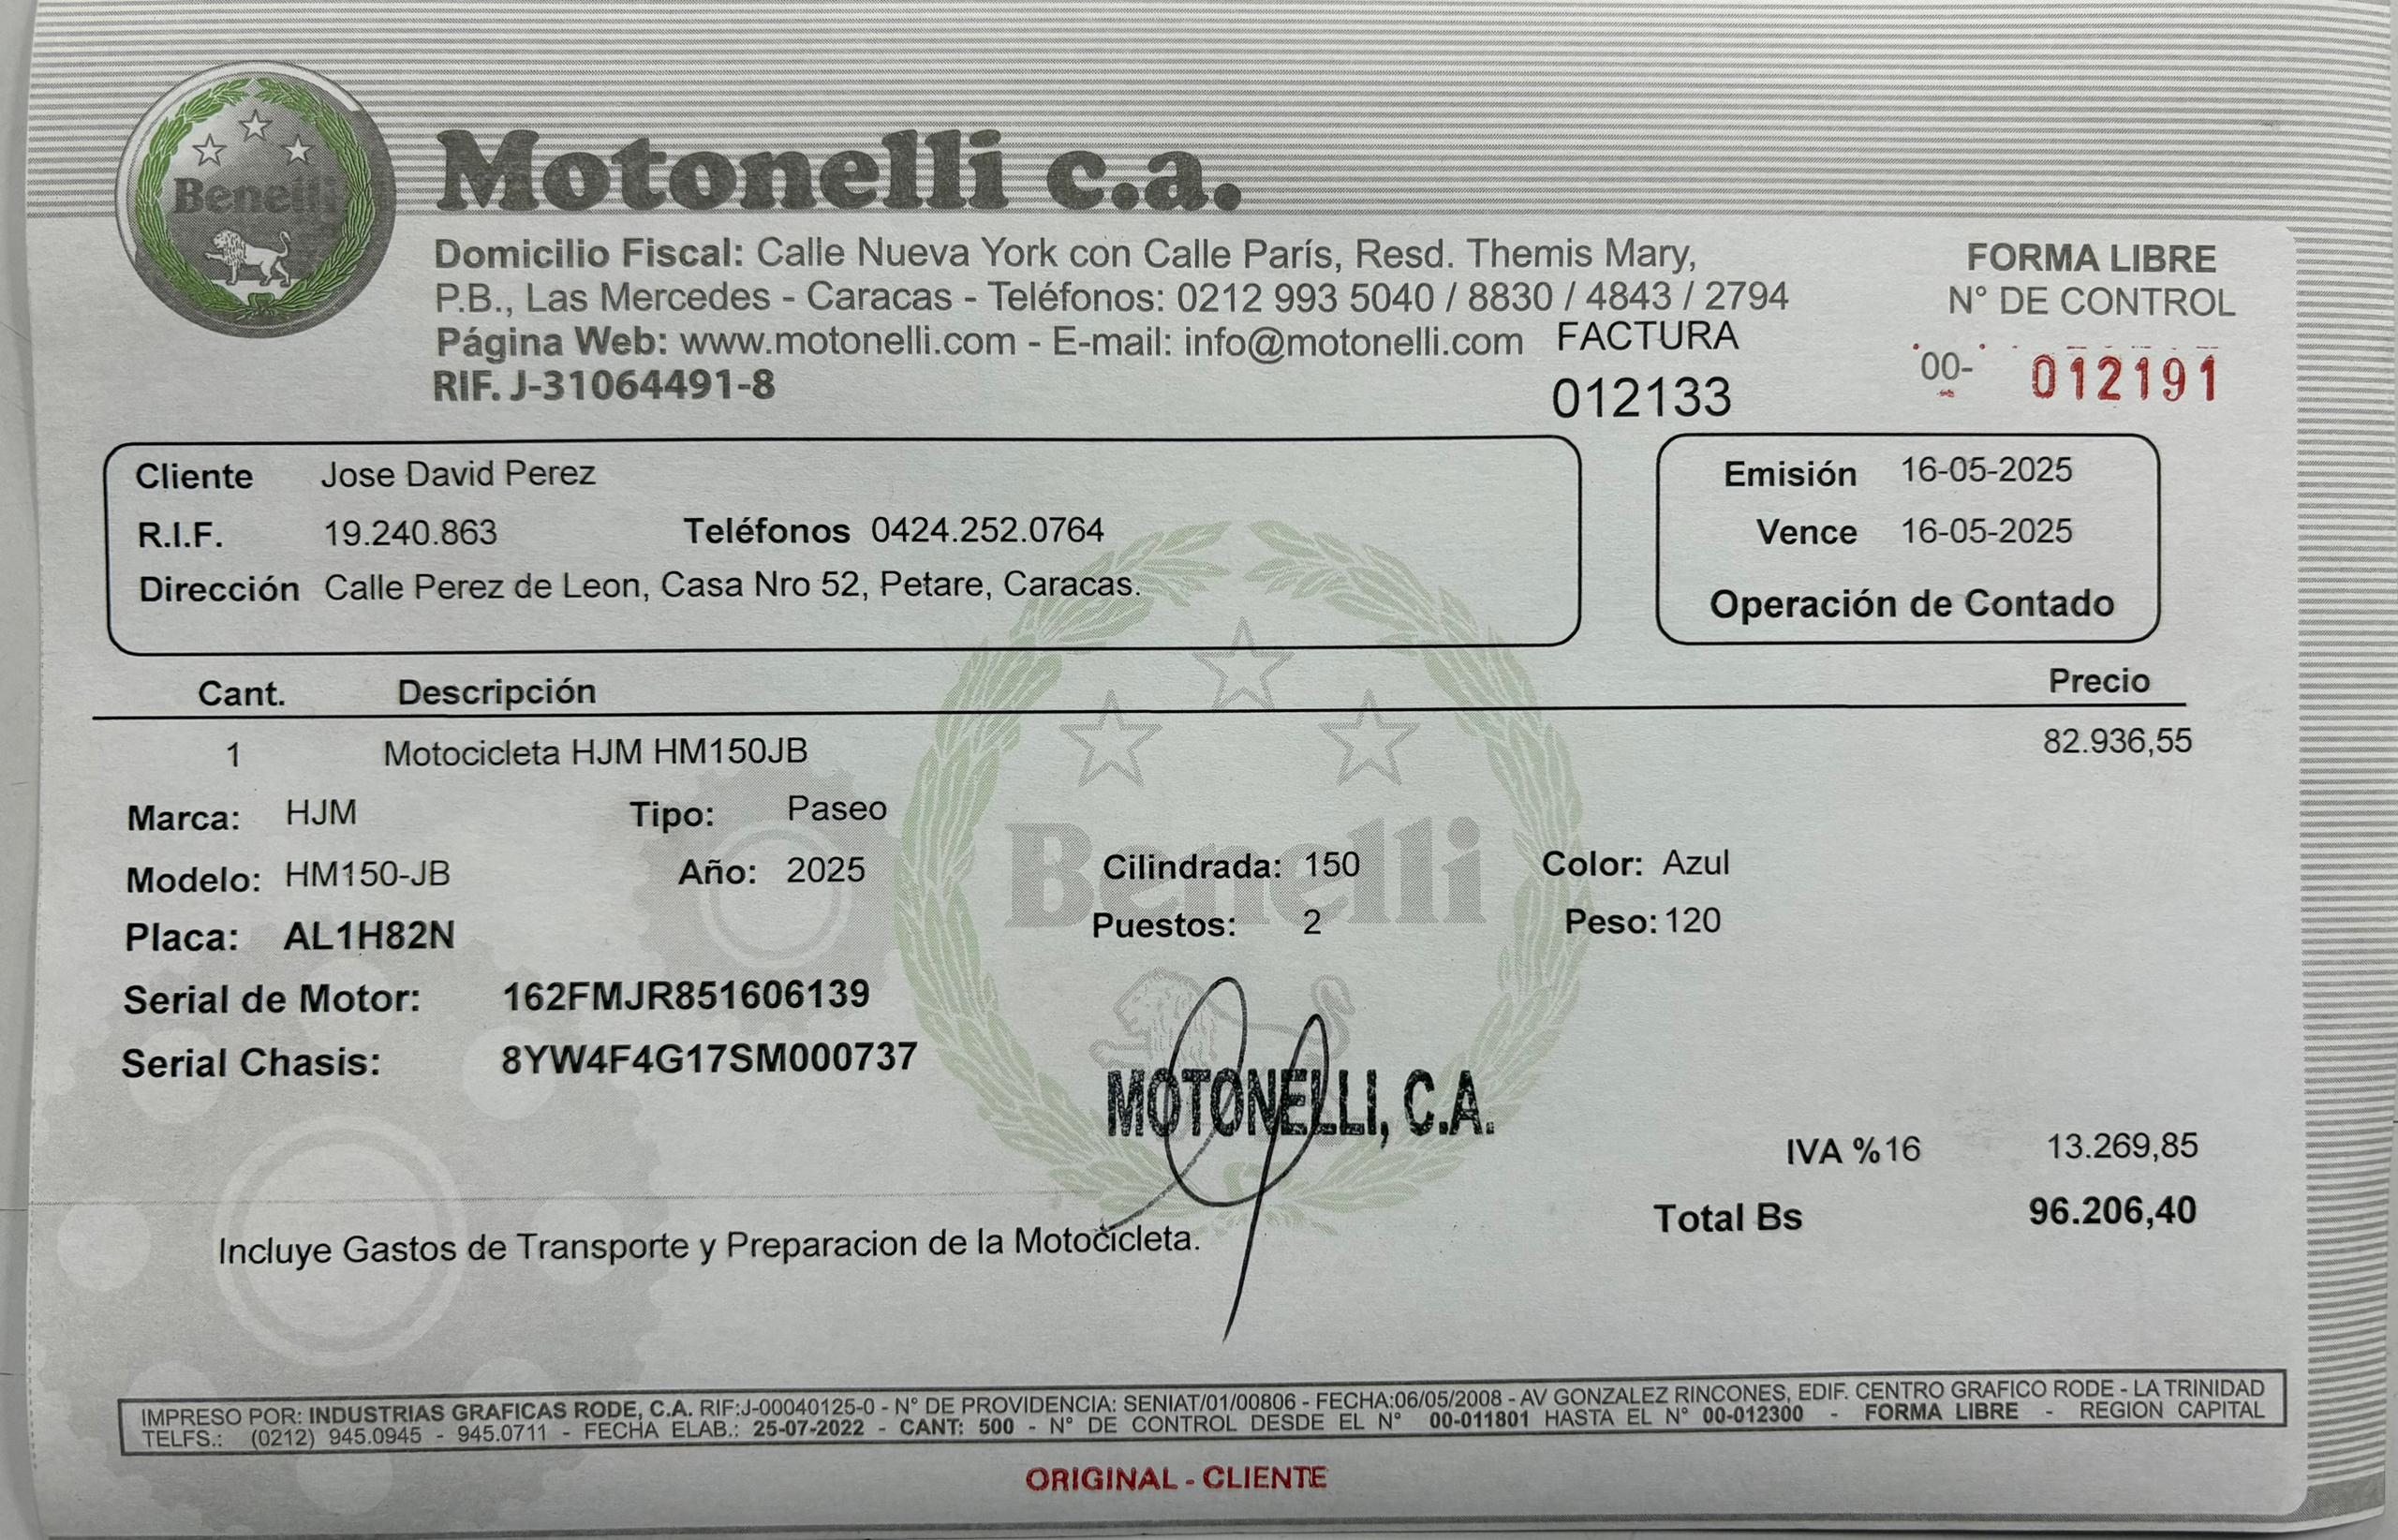 Benelli
Motonelli c.a.
Domicilio Fiscal: Calle Nueva York con Calle París, Resd. Themis Mary,
P.B., Las Mercedes - Caracas - Teléfonos: 0212 993 5040 / 8830 / 4843 / 2794
Página Web: www.motonelli.com - E-mail: info@motonelli.com
RIF. J-31064491-8
FACTURA
012133
FORMA LIBRE
N° DE CONTROL
00- 012191
Cliente Jose David Perez
R.I.F. 19.240.863 Teléfonos 0424.252.0764
Dirección Calle Perez de Leon, Casa Nro 52, Petare, Caracas.
Emisión 16-05-2025
Vence 16-05-2025
Operación de Contado
Cant. Descripción Precio
1 Motocicleta HJM HM150JB 82.936,55
Marca: HJM Tipo: Paseo
Modelo: HM150-JB Año: 2025 Cilindrada: 150 Color: Azul
Placa: AL1H82N Puestos: 2 Peso: 120
Benelli
Serial de Motor: 162FMJR851606139
Serial Chasis: 8YW4F4G17SM000737
MOTONELLI, C.A.
IVA %16 13.269,85
Total Bs 96.206,40
Incluye Gastos de Transporte y Preparacion de la Motocicleta.
IMPRESO POR: INDUSTRIAS GRAFICAS RODE, C.A. RIF:J-00040125-0 - N° DE PROVIDENCIA: SENIAT/01/00806 - FECHA:06/05/2008 - AV GONZALEZ RINCONES, EDIF. CENTRO GRAFICO RODE - LA TRINIDAD
TELFS.: (0212) 945.0945 - 945.0711 - FECHA ELAB.: 25-07-2022 - CANT: 500 - N° DE CONTROL DESDE EL N° 00-011801 HASTA EL N° 00-012300 - FORMA LIBRE - REGION CAPITAL
ORIGINAL - CLIENTE